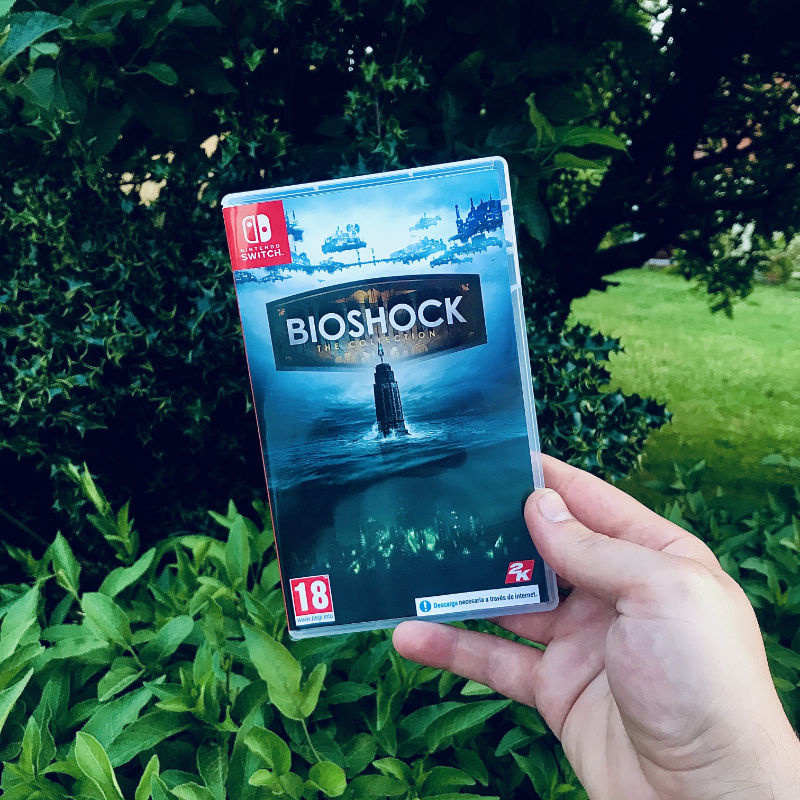 NINTENDO
SWITCH
BIOSHOCK
THE COLLECTION
2K
18
www.pegi.info
Descarga necesaria a través de internet.